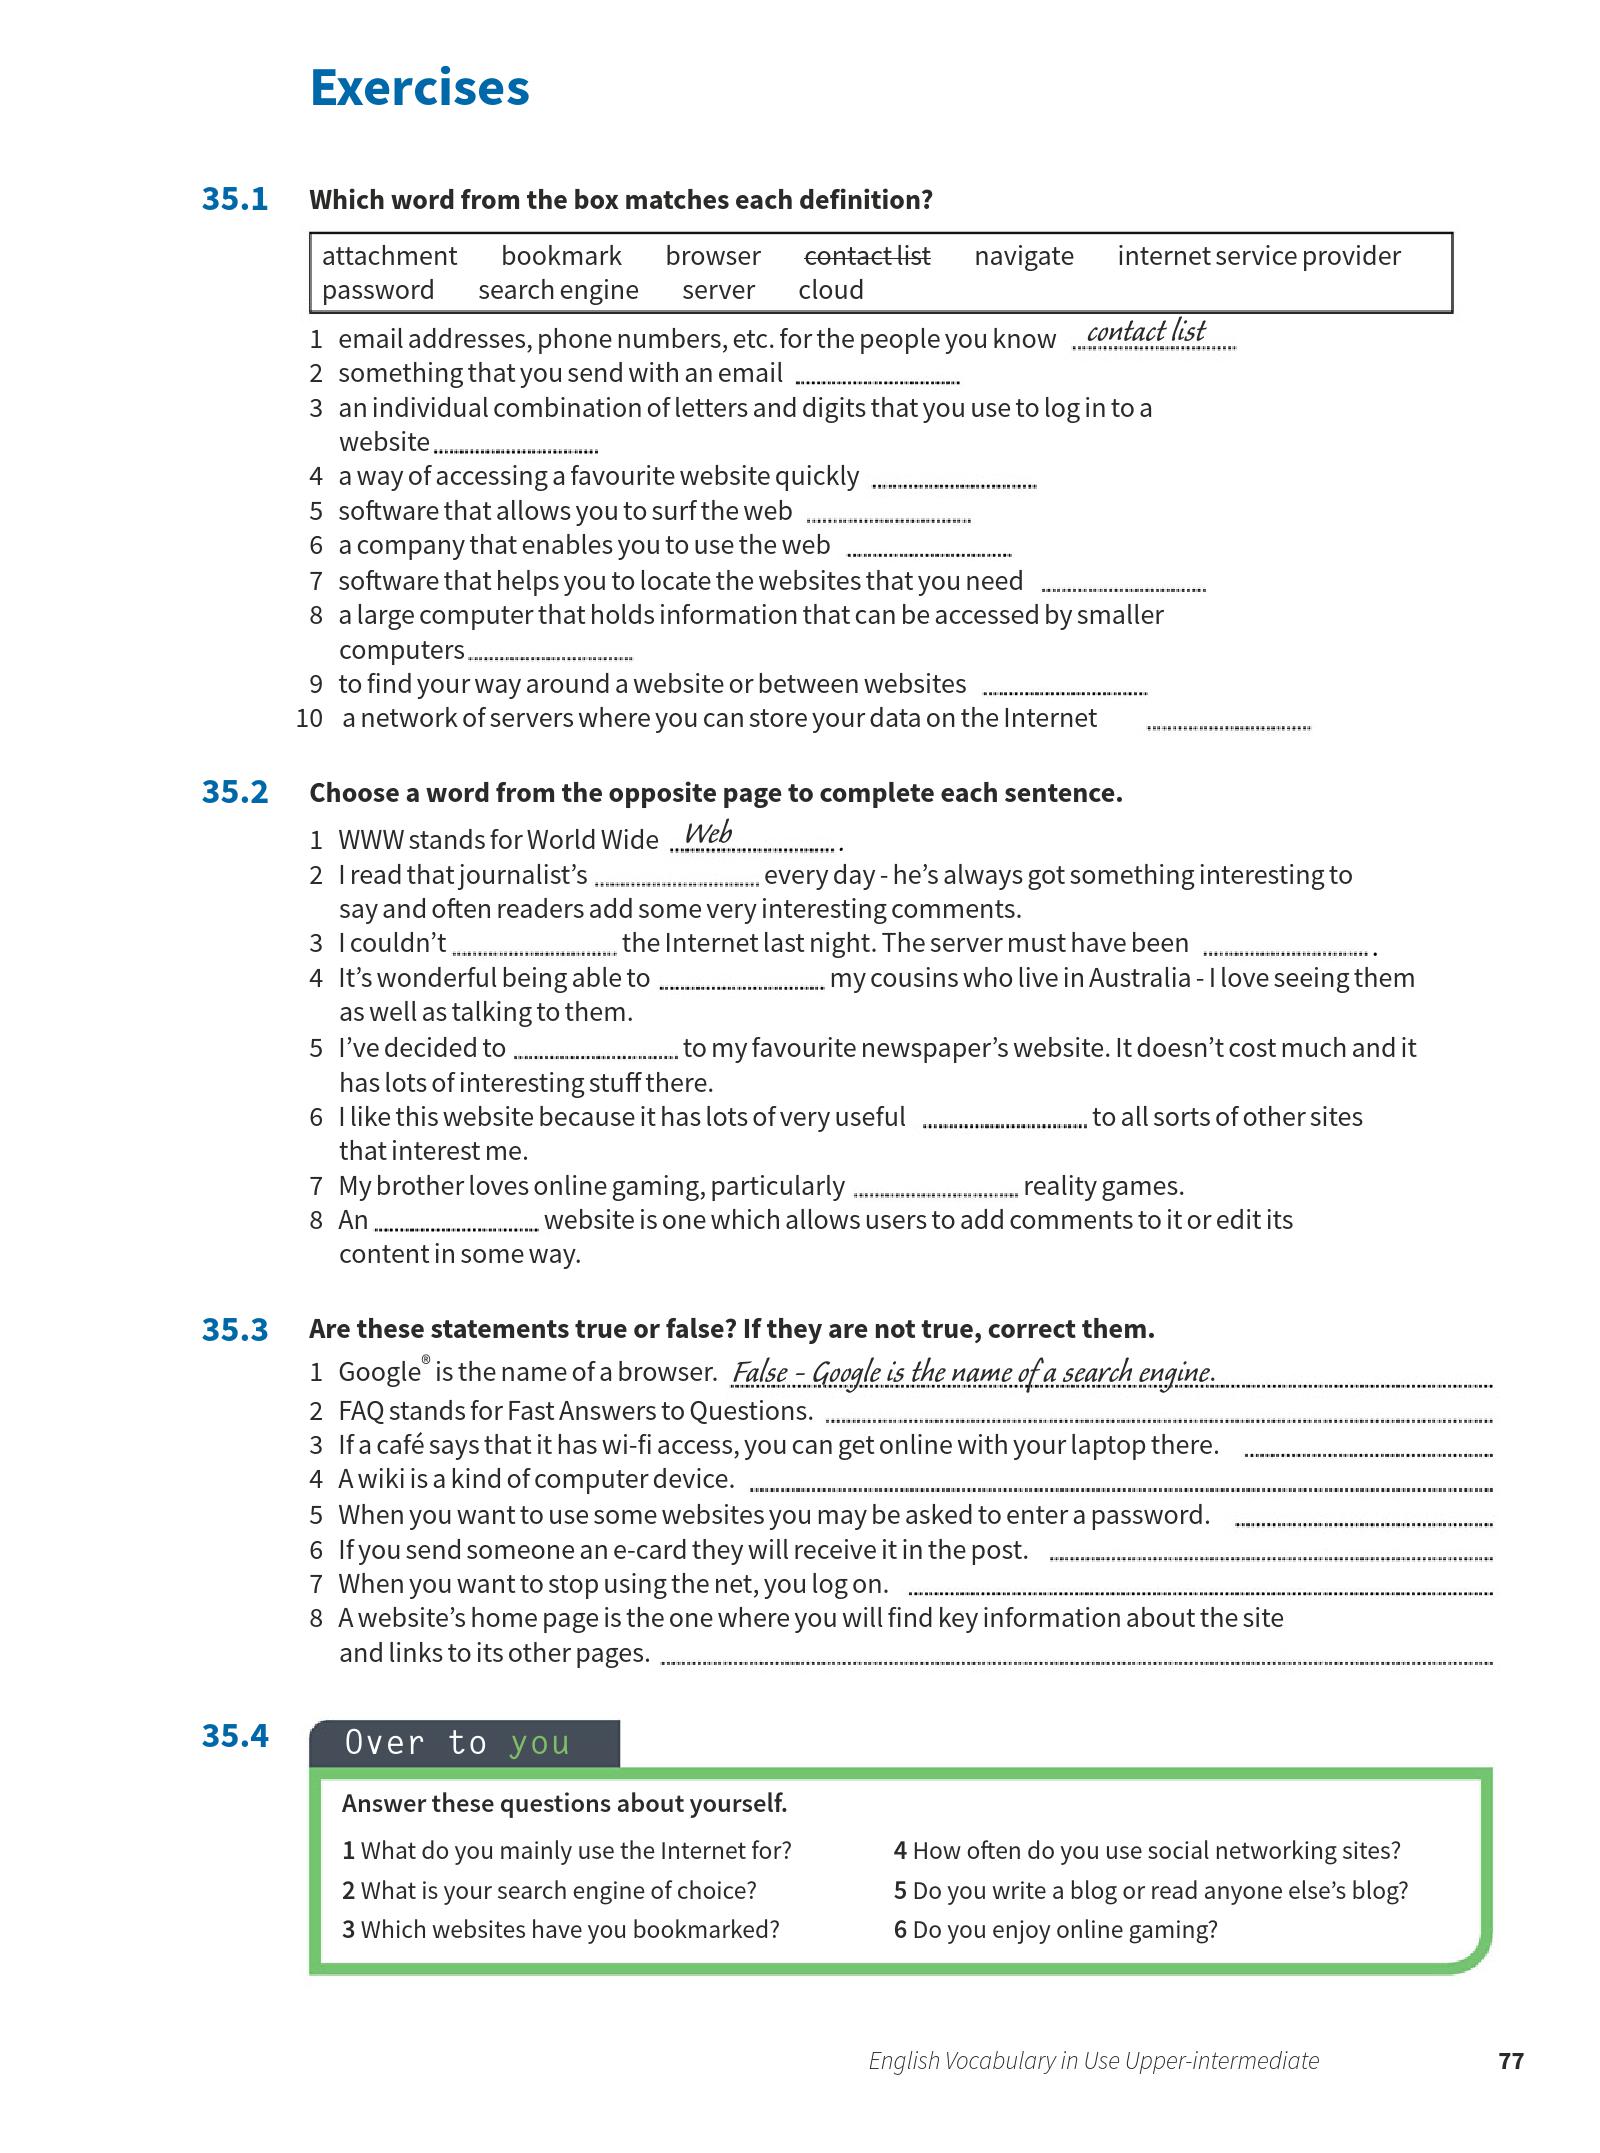 Exercises
35.1 Which word from the box matches each definition?
attachment bookmark browser contact list navigate internet service provider
password search engine server cloud
1 email addresses, phone numbers, etc. for the people you know contact list
2 something that you send with an email
3 an individual combination of letters and digits that you use to log in to a
website
4 a way of accessing a favourite website quickly
5 software that allows you to surf the web
6 a company that enables you to use the web
7 software that helps you to locate the websites that you need
8 a large computer that holds information that can be accessed by smaller
computers
9 to find your way around a website or between websites
10 a network of servers where you can store your data on the Internet
35.2 Choose a word from the opposite page to complete each sentence.
1 WWW stands for World Wide Web .
2 I read that journalist's every day - he's always got something interesting to
say and often readers add some very interesting comments.
3 I couldn't the Internet last night. The server must have been .
4 It's wonderful being able to my cousins who live in Australia - I love seeing them
as well as talking to them.
5 I've decided to to my favourite newspaper's website. It doesn't cost much and it
has lots of interesting stuff there.
6 I like this website because it has lots of very useful to all sorts of other sites
that interest me.
7 My brother loves online gaming, particularly reality games.
8 An website is one which allows users to add comments to it or edit its
content in some way.
35.3 Are these statements true or false? If they are not true, correct them.
1 Google® is the name of a browser. False - Google is the name of a search engine.
2 FAQ stands for Fast Answers to Questions.
3 If a café says that it has wi-fi access, you can get online with your laptop there.
4 A wiki is a kind of computer device.
5 When you want to use some websites you may be asked to enter a password.
6 If you send someone an e-card they will receive it in the post.
7 When you want to stop using the net, you log on.
8 A website's home page is the one where you will find key information about the site
and links to its other pages.
35.4 Over to you
Answer these questions about yourself.
1 What do you mainly use the Internet for?
2 What is your search engine of choice?
3 Which websites have you bookmarked?
4 How often do you use social networking sites?
5 Do you write a blog or read anyone else's blog?
6 Do you enjoy online gaming?
English Vocabulary in Use Upper-intermediate 77